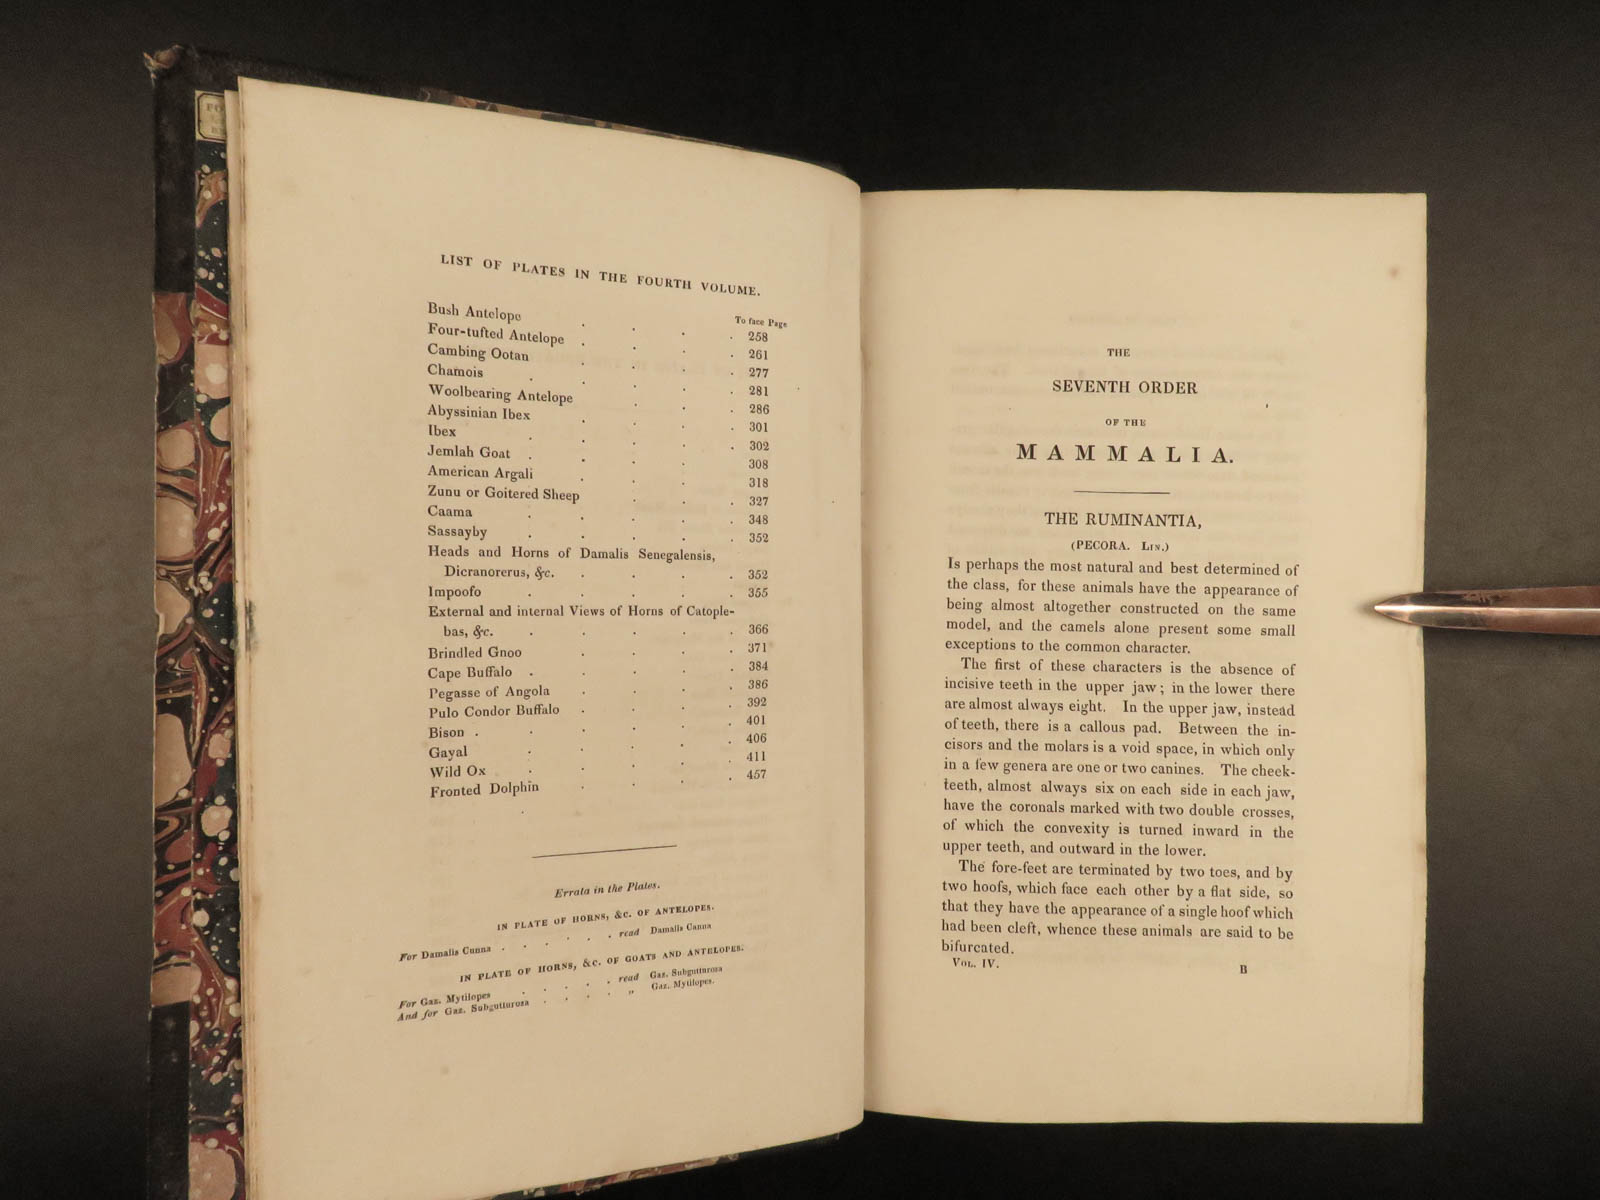 LIST OF PLATES IN THE FOURTH VOLUME.
To face Page
Bush Antelope . . . . 258
Four-tufted Antelope . . . . 261
Cambing Ootan . . . . 277
Chamois . . . . . 281
Woolbearing Antelope . . . 286
Abyssinian Ibex . . . . 301
Ibex . . . . . 302
Jemlah Goat . . . . 308
American Argali . . . 318
Zunu or Goitered Sheep . . . 327
Caama . . . . . 348
Sassayby . . . . . 352
Heads and Horns of Damalis Senegalensis,
Dicranorerus, &c. . . . . 352
Impoofo . . . . . 355
External and internal Views of Horns of Catople-
bas, &c. . . . . . 366
Brindled Gnoo . . . . 371
Cape Buffalo . . . . . 384
Pegasse of Angola . . . . 386
Pulo Condor Buffalo . . . . 392
Bison . . . . . . 401
Gayal . . . . . 406
Wild Ox . . . . . 411
Fronted Dolphin . . . . 457
Errata in the Plates.
IN PLATE OF HORNS, &C. OF ANTELOPES.
For Damalis Cunna . . . . . . read Damalis Canna
IN PLATE OF HORNS, &C. OF GOATS AND ANTELOPES.
For Gaz. Mytilopes . . . . . read Gaz. Subgutturosa
And for Gaz. Subgutturosa . . . . " Gaz. Mytilopes.
THE
SEVENTH ORDER
OF THE
MAMMALIA.
THE RUMINANTIA,
(PECORA. LIN.)
Is perhaps the most natural and best determined of
the class, for these animals have the appearance of
being almost altogether constructed on the same
model, and the camels alone present some small
exceptions to the common character.
The first of these characters is the absence of
incisive teeth in the upper jaw; in the lower there
are almost always eight. In the upper jaw, instead
of teeth, there is a callous pad. Between the in-
cisors and the molars is a void space, in which only
in a few genera are one or two canines. The cheek-
teeth, almost always six on each side in each jaw,
have the coronals marked with two double crosses,
of which the convexity is turned inward in the
upper teeth, and outward in the lower.
The fore-feet are terminated by two toes, and by
two hoofs, which face each other by a flat side, so
that they have the appearance of a single hoof which
had been cleft, whence these animals are said to be
bifurcated.
VOL. IV. B